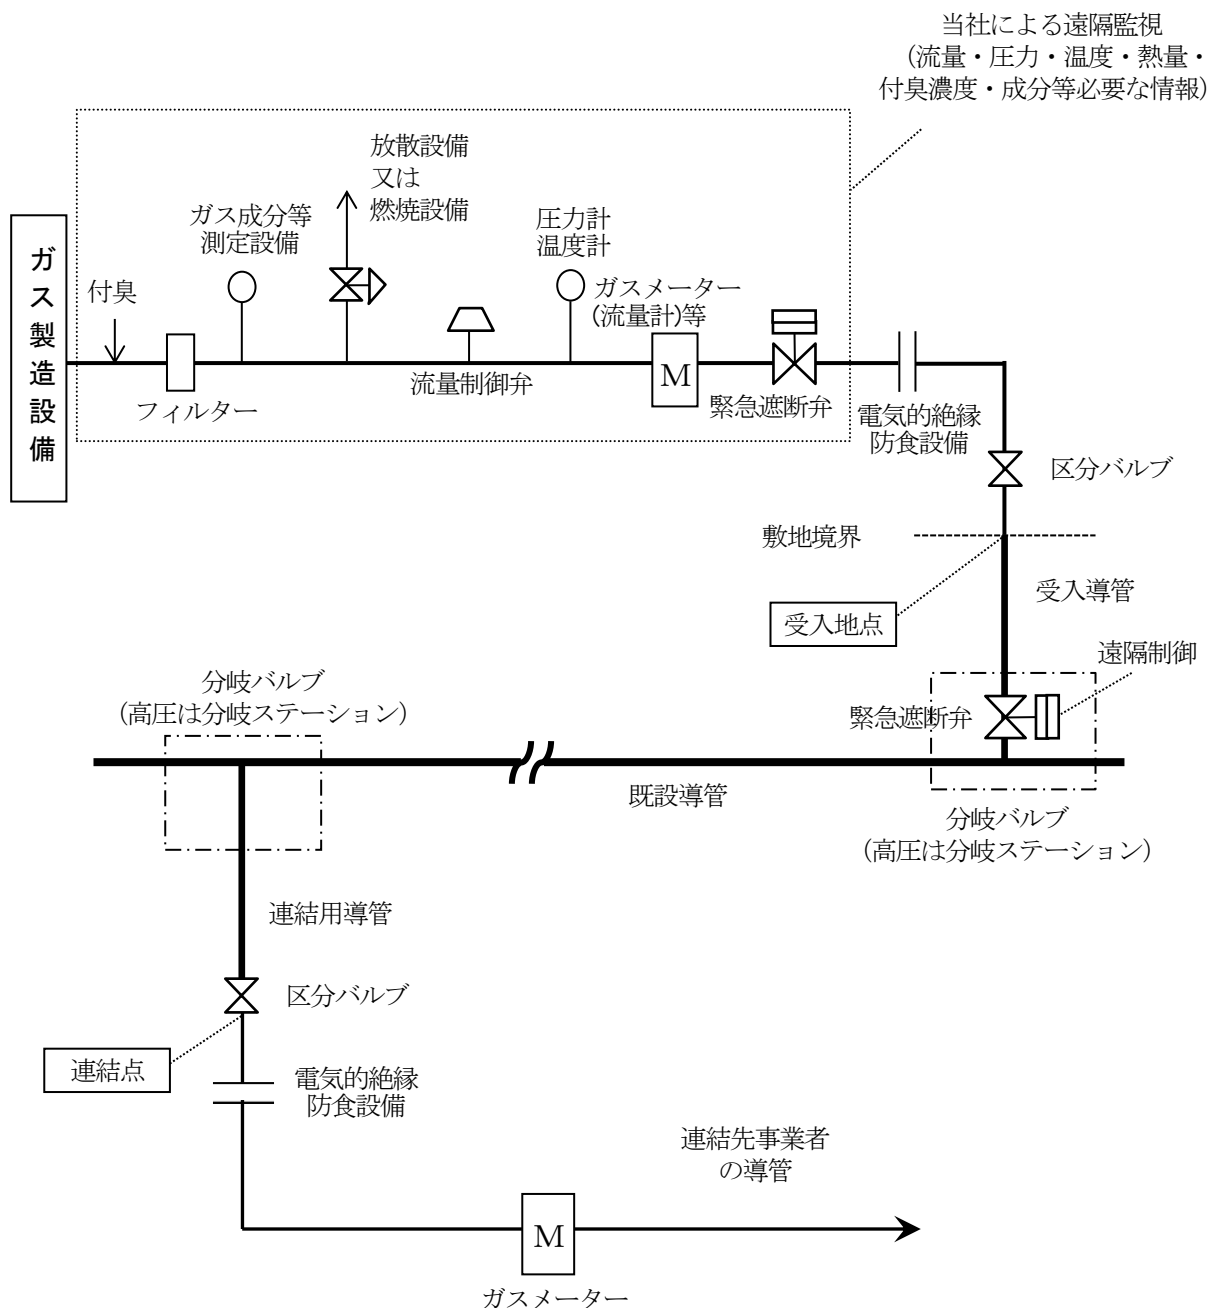 当社による遠隔監視
（流量・圧力・温度・熱量・
付臭濃度・成分等必要な情報）
放散設備
又は
燃焼設備
ガス成分等
測定設備
圧力計
温度計
ガス製造設備
付臭
ガスメーター
（流量計）等
M
流量制御弁
フィルター
緊急遮断弁
電気的絶縁
防食設備
区分バルブ
敷地境界
受入導管
受入地点
遠隔制御
分岐バルブ
（高圧は分岐ステーション）
緊急遮断弁
既設導管
分岐バルブ
（高圧は分岐ステーション）
連結用導管
区分バルブ
連結点
電気的絶縁
防食設備
連結先事業者
の導管
M
ガスメーター